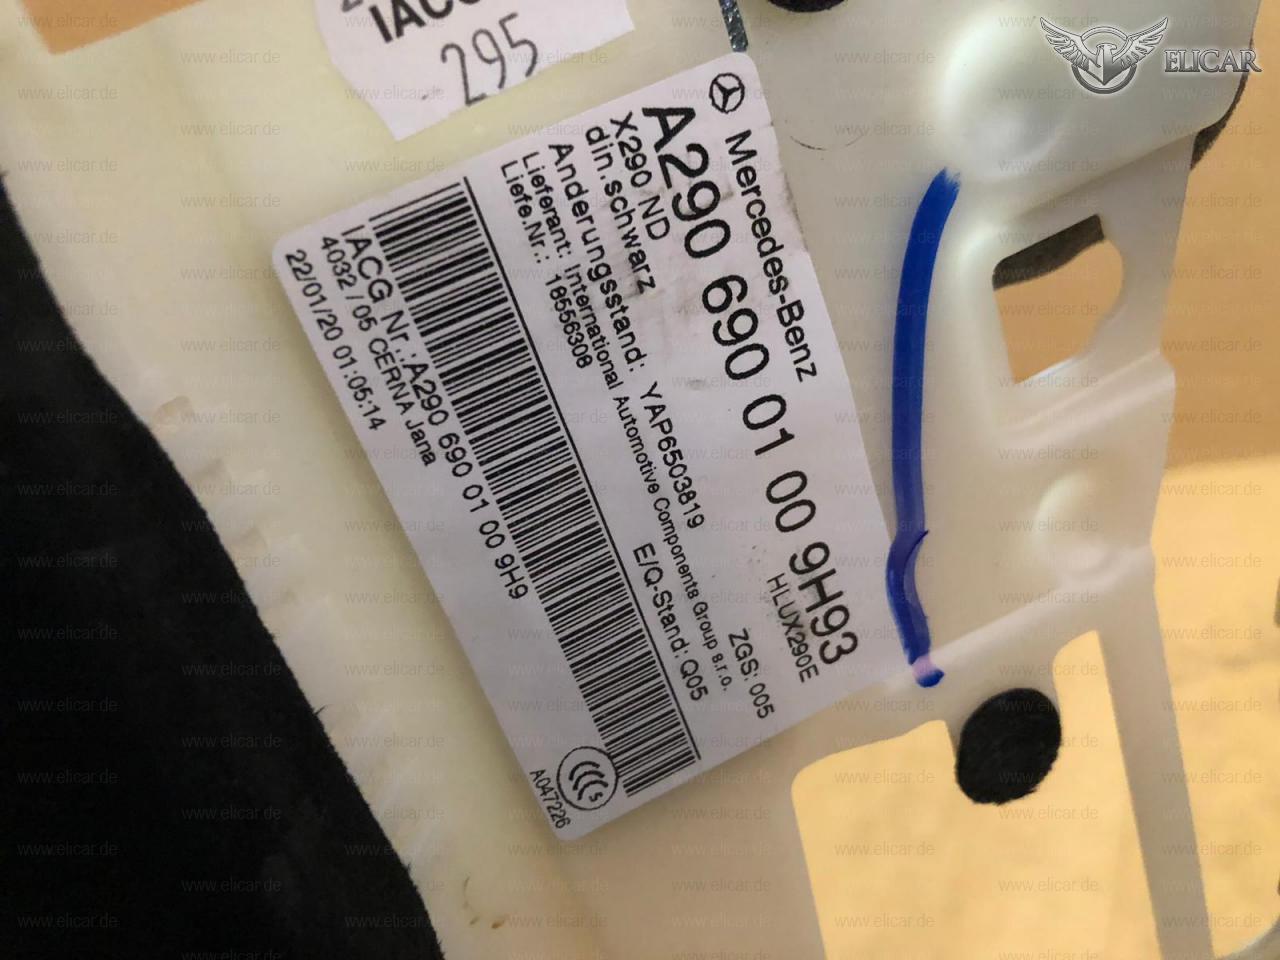 IACG
295
Mercedes-Benz
A290 690 01 00 9H93
HLUX290E
X290 ND
din.schwarz
ZGS: 005
Änderungsstand: YAP6503819
E/Q-Stand: Q05
Lieferant: International Automotive Components Group s.r.o.
Liefe.Nr.: 18556308
IACG Nr.:A290 690 01 00 9H9
4032 / 05 CERNA Jana
22/01/20 01:05:14
A047226
ELICAR
www.elicar.de